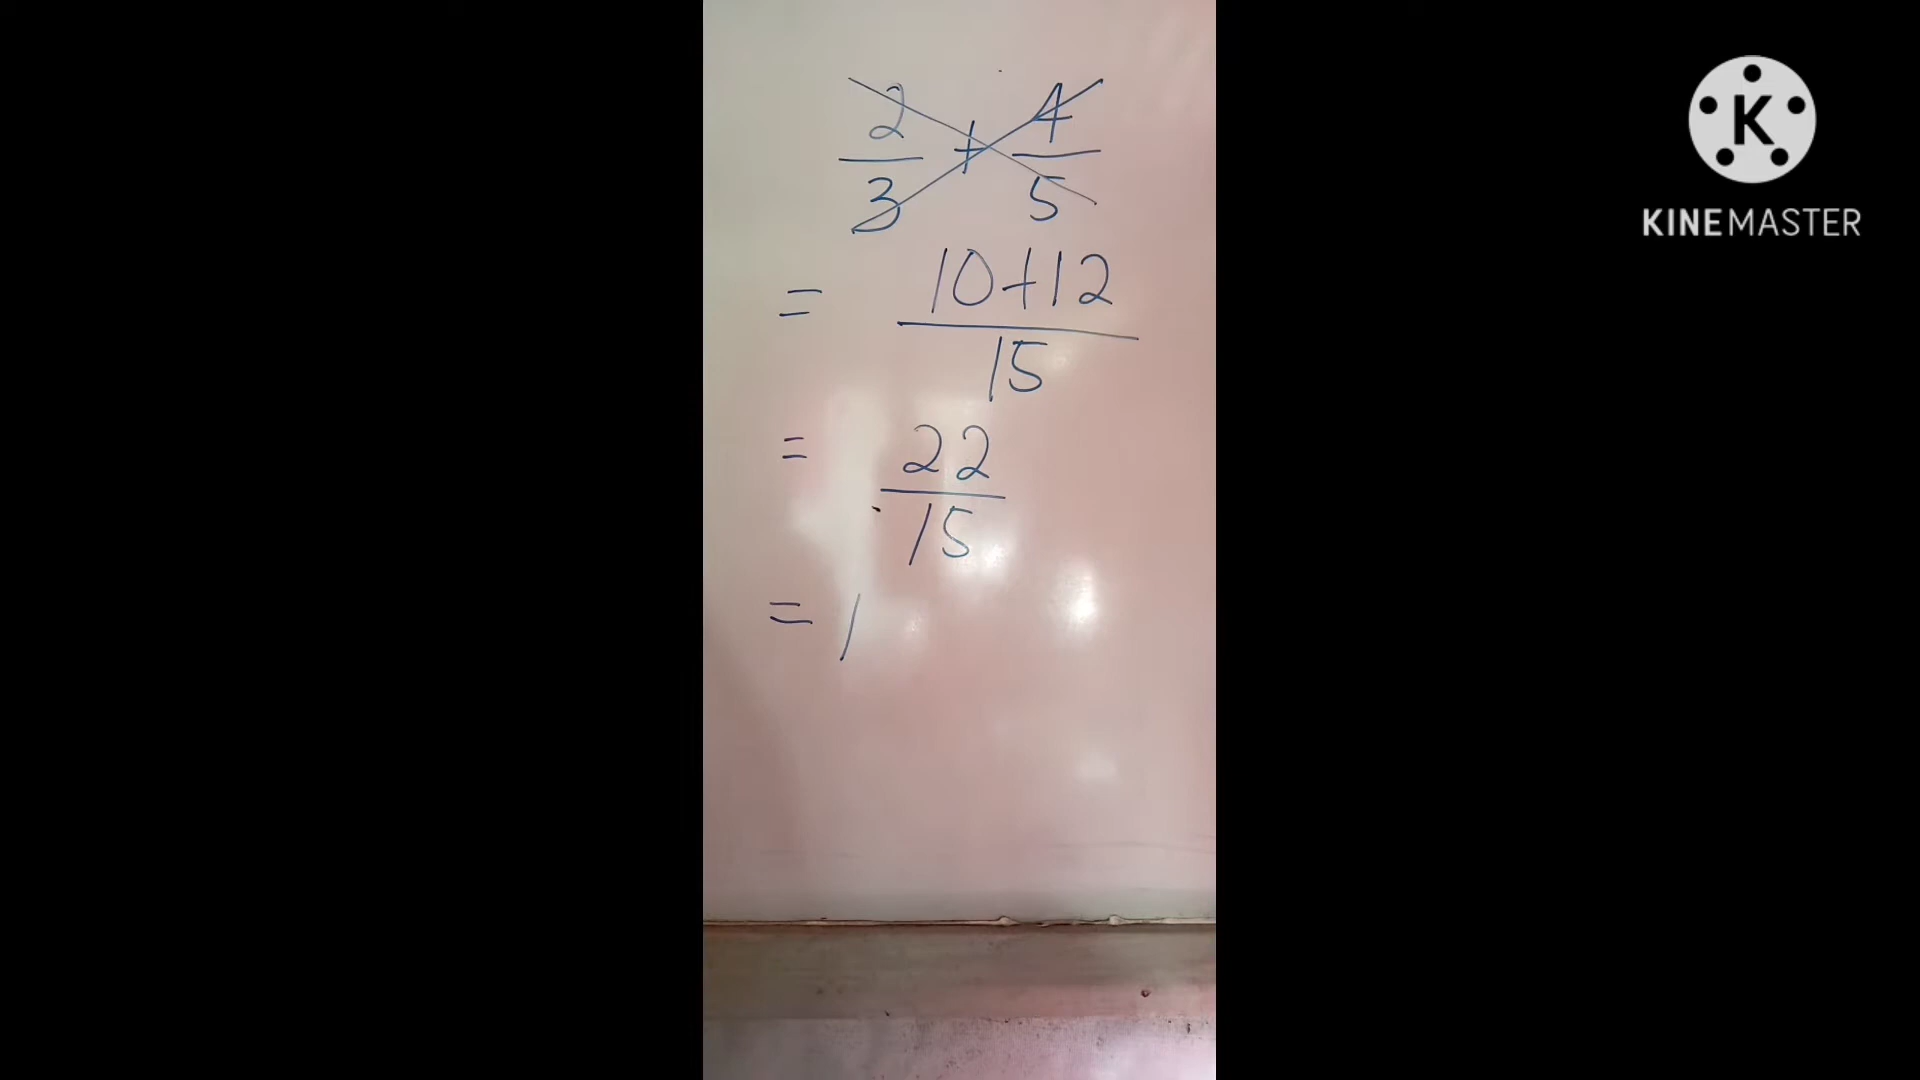 2/3 + 4/5
= 10+12/15
= 22/15
= 1
K
KINEMASTER